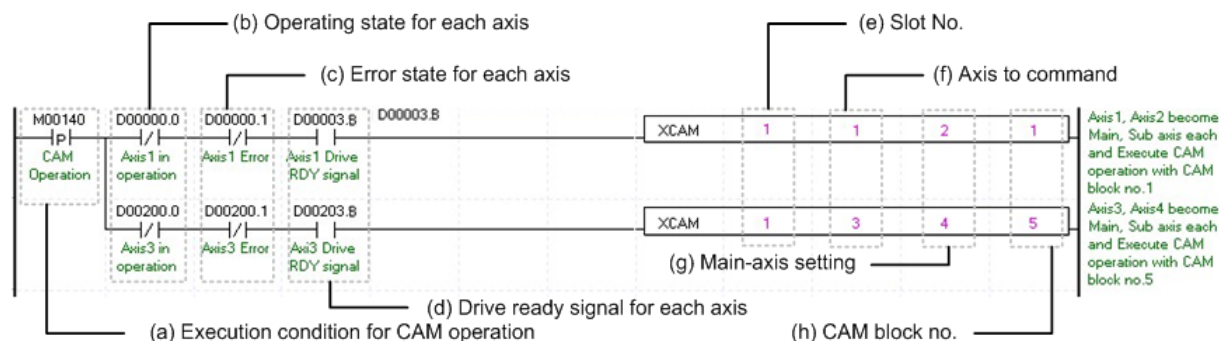 (b) Operating state for each axis
(e) Slot No.
(c) Error state for each axis
(f) Axis to command
M00140
D00000.0
D00000.1
D00003.B
D00003.B
P
XCAM 1 1 2 1
CAM
Operation
Axis1 in
operation
Axis1 Error
Axis1 Drive
RDY signal
Axis1, Axis2 become
Main, Sub axis each
and Execute CAM
operation with CAM
block no.1
D00200.0
D00200.1
D00203.B
XCAM 1 3 4 5
Axis3 in
operation
Axis3 Error
Axi3 Drive
RDY signal
Axis3, Axis4 become
Main, Sub axis each
and Execute CAM
operation with CAM
block no.5
(g) Main-axis setting
(d) Drive ready signal for each axis
(a) Execution condition for CAM operation
(h) CAM block no.